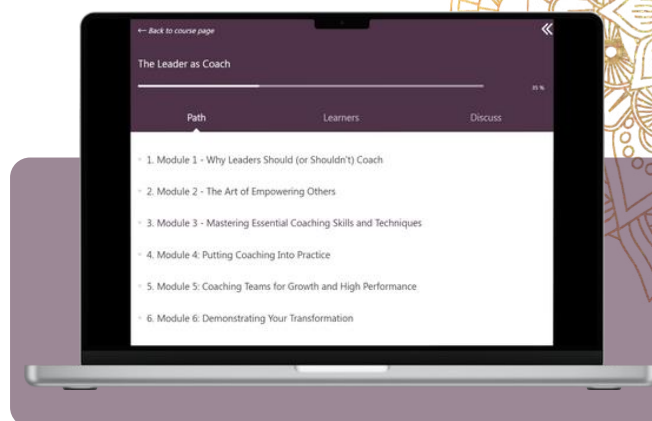 ← Back to course page
The Leader as Coach
35 %
Path Learners Discuss
1. Module 1 - Why Leaders Should (or Shouldn't) Coach
2. Module 2 - The Art of Empowering Others
3. Module 3 - Mastering Essential Coaching Skills and Techniques
4. Module 4: Putting Coaching Into Practice
5. Module 5: Coaching Teams for Growth and High Performance
6. Module 6: Demonstrating Your Transformation